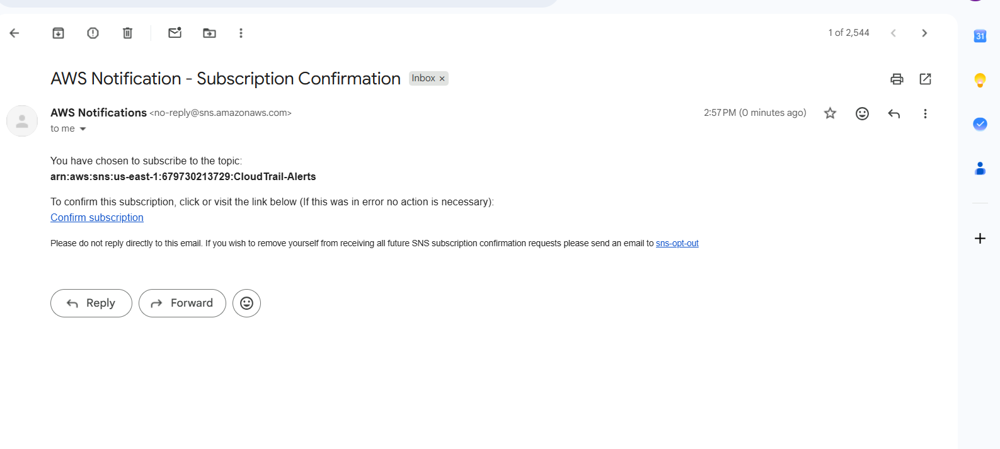 1 of 2,544
31
AWS Notification - Subscription Confirmation Inbox ×
AWS Notifications <no-reply@sns.amazonaws.com> 2:57 PM (0 minutes ago)
to me
You have chosen to subscribe to the topic:
arn:aws:sns:us-east-1:679730213729:CloudTrail-Alerts
To confirm this subscription, click or visit the link below (If this was in error no action is necessary):
Confirm subscription
Please do not reply directly to this email. If you wish to remove yourself from receiving all future SNS subscription confirmation requests please send an email to sns-opt-out
Reply Forward